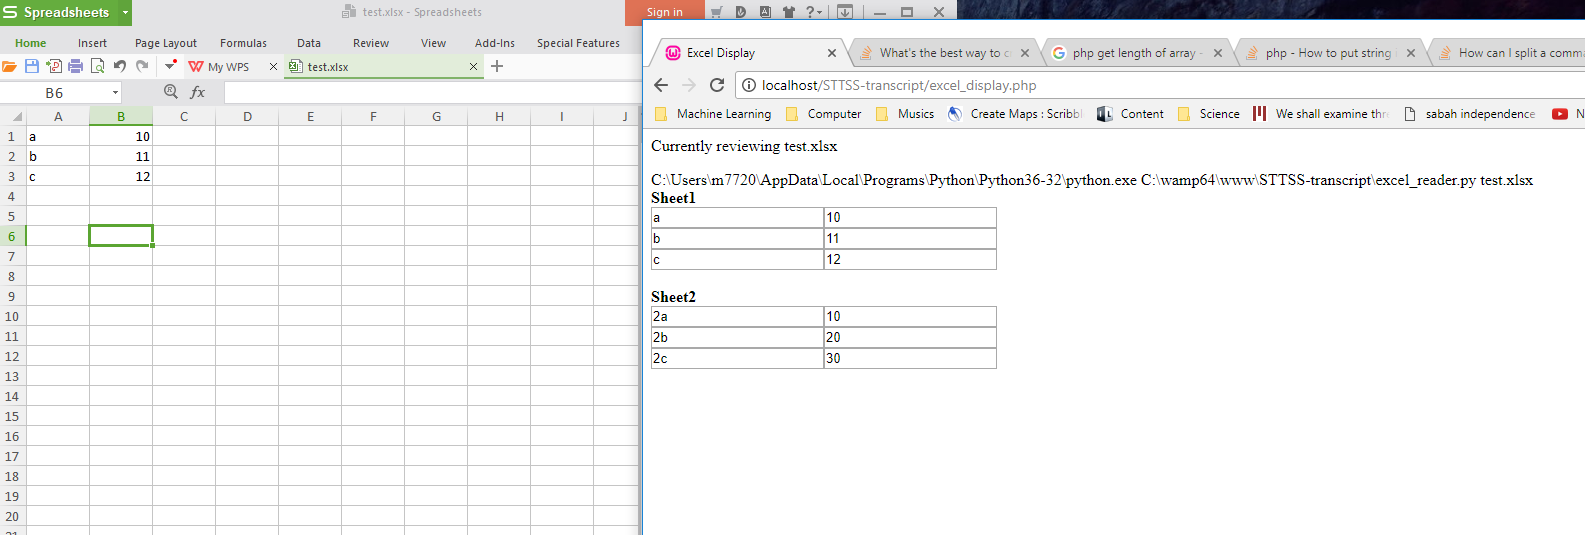 S Spreadsheets
test.xlsx - Spreadsheets
Sign in
Home Insert Page Layout Formulas Data Review View Add-Ins Special Features
My WPS test.xlsx
B6 fx
A B C D E F G H I J
1 a 10
2 b 11
3 c 12
4
5
6
7
8
9
10
11
12
13
14
15
16
17
18
19
20
Excel Display What's the best way to php get length of array - php - How to put string How can I split a comm
localhost/STTSS-transcript/excel_display.php
Machine Learning Computer Musics Create Maps : Scribbl Content Science We shall examine thr sabah independence N
Currently reviewing test.xlsx
C:\Users\m7720\AppData\Local\Programs\Python\Python36-32\python.exe C:\wamp64\www\STTSS-transcript\excel_reader.py test.xlsx
Sheet1
a 10
b 11
c 12
Sheet2
2a 10
2b 20
2c 30